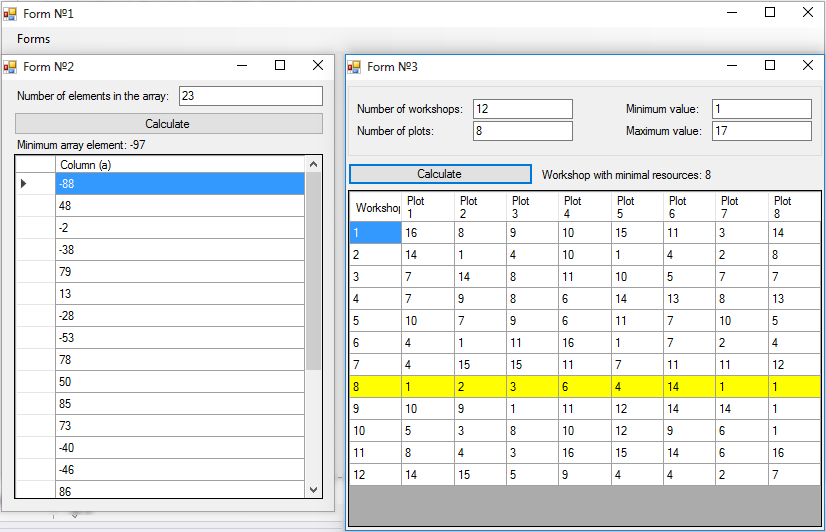 Form №1
Forms
Form №2
Number of elements in the array: 23
Calculate
Minimum array element: -97
Column (a)
-88
48
-2
-38
79
13
-28
-53
78
50
85
73
-40
-46
86
Form №3
Number of workshops: 12 Minimum value: 1
Number of plots: 8 Maximum value: 17
Calculate Workshop with minimal resources: 8
Workshop Plot 1 Plot 2 Plot 3 Plot 4 Plot 5 Plot 6 Plot 7 Plot 8
1 16 8 9 10 15 11 3 14
2 14 1 4 10 1 4 2 8
3 7 14 8 11 10 5 7 7
4 7 9 8 6 14 13 8 13
5 10 7 9 6 11 7 10 5
6 4 1 11 16 1 7 2 4
7 4 15 15 11 7 11 11 12
8 1 2 3 6 4 14 1 1
9 10 9 1 11 12 14 14 1
10 5 3 8 10 12 9 6 1
11 8 4 3 16 15 14 6 16
12 14 15 5 9 4 4 2 7